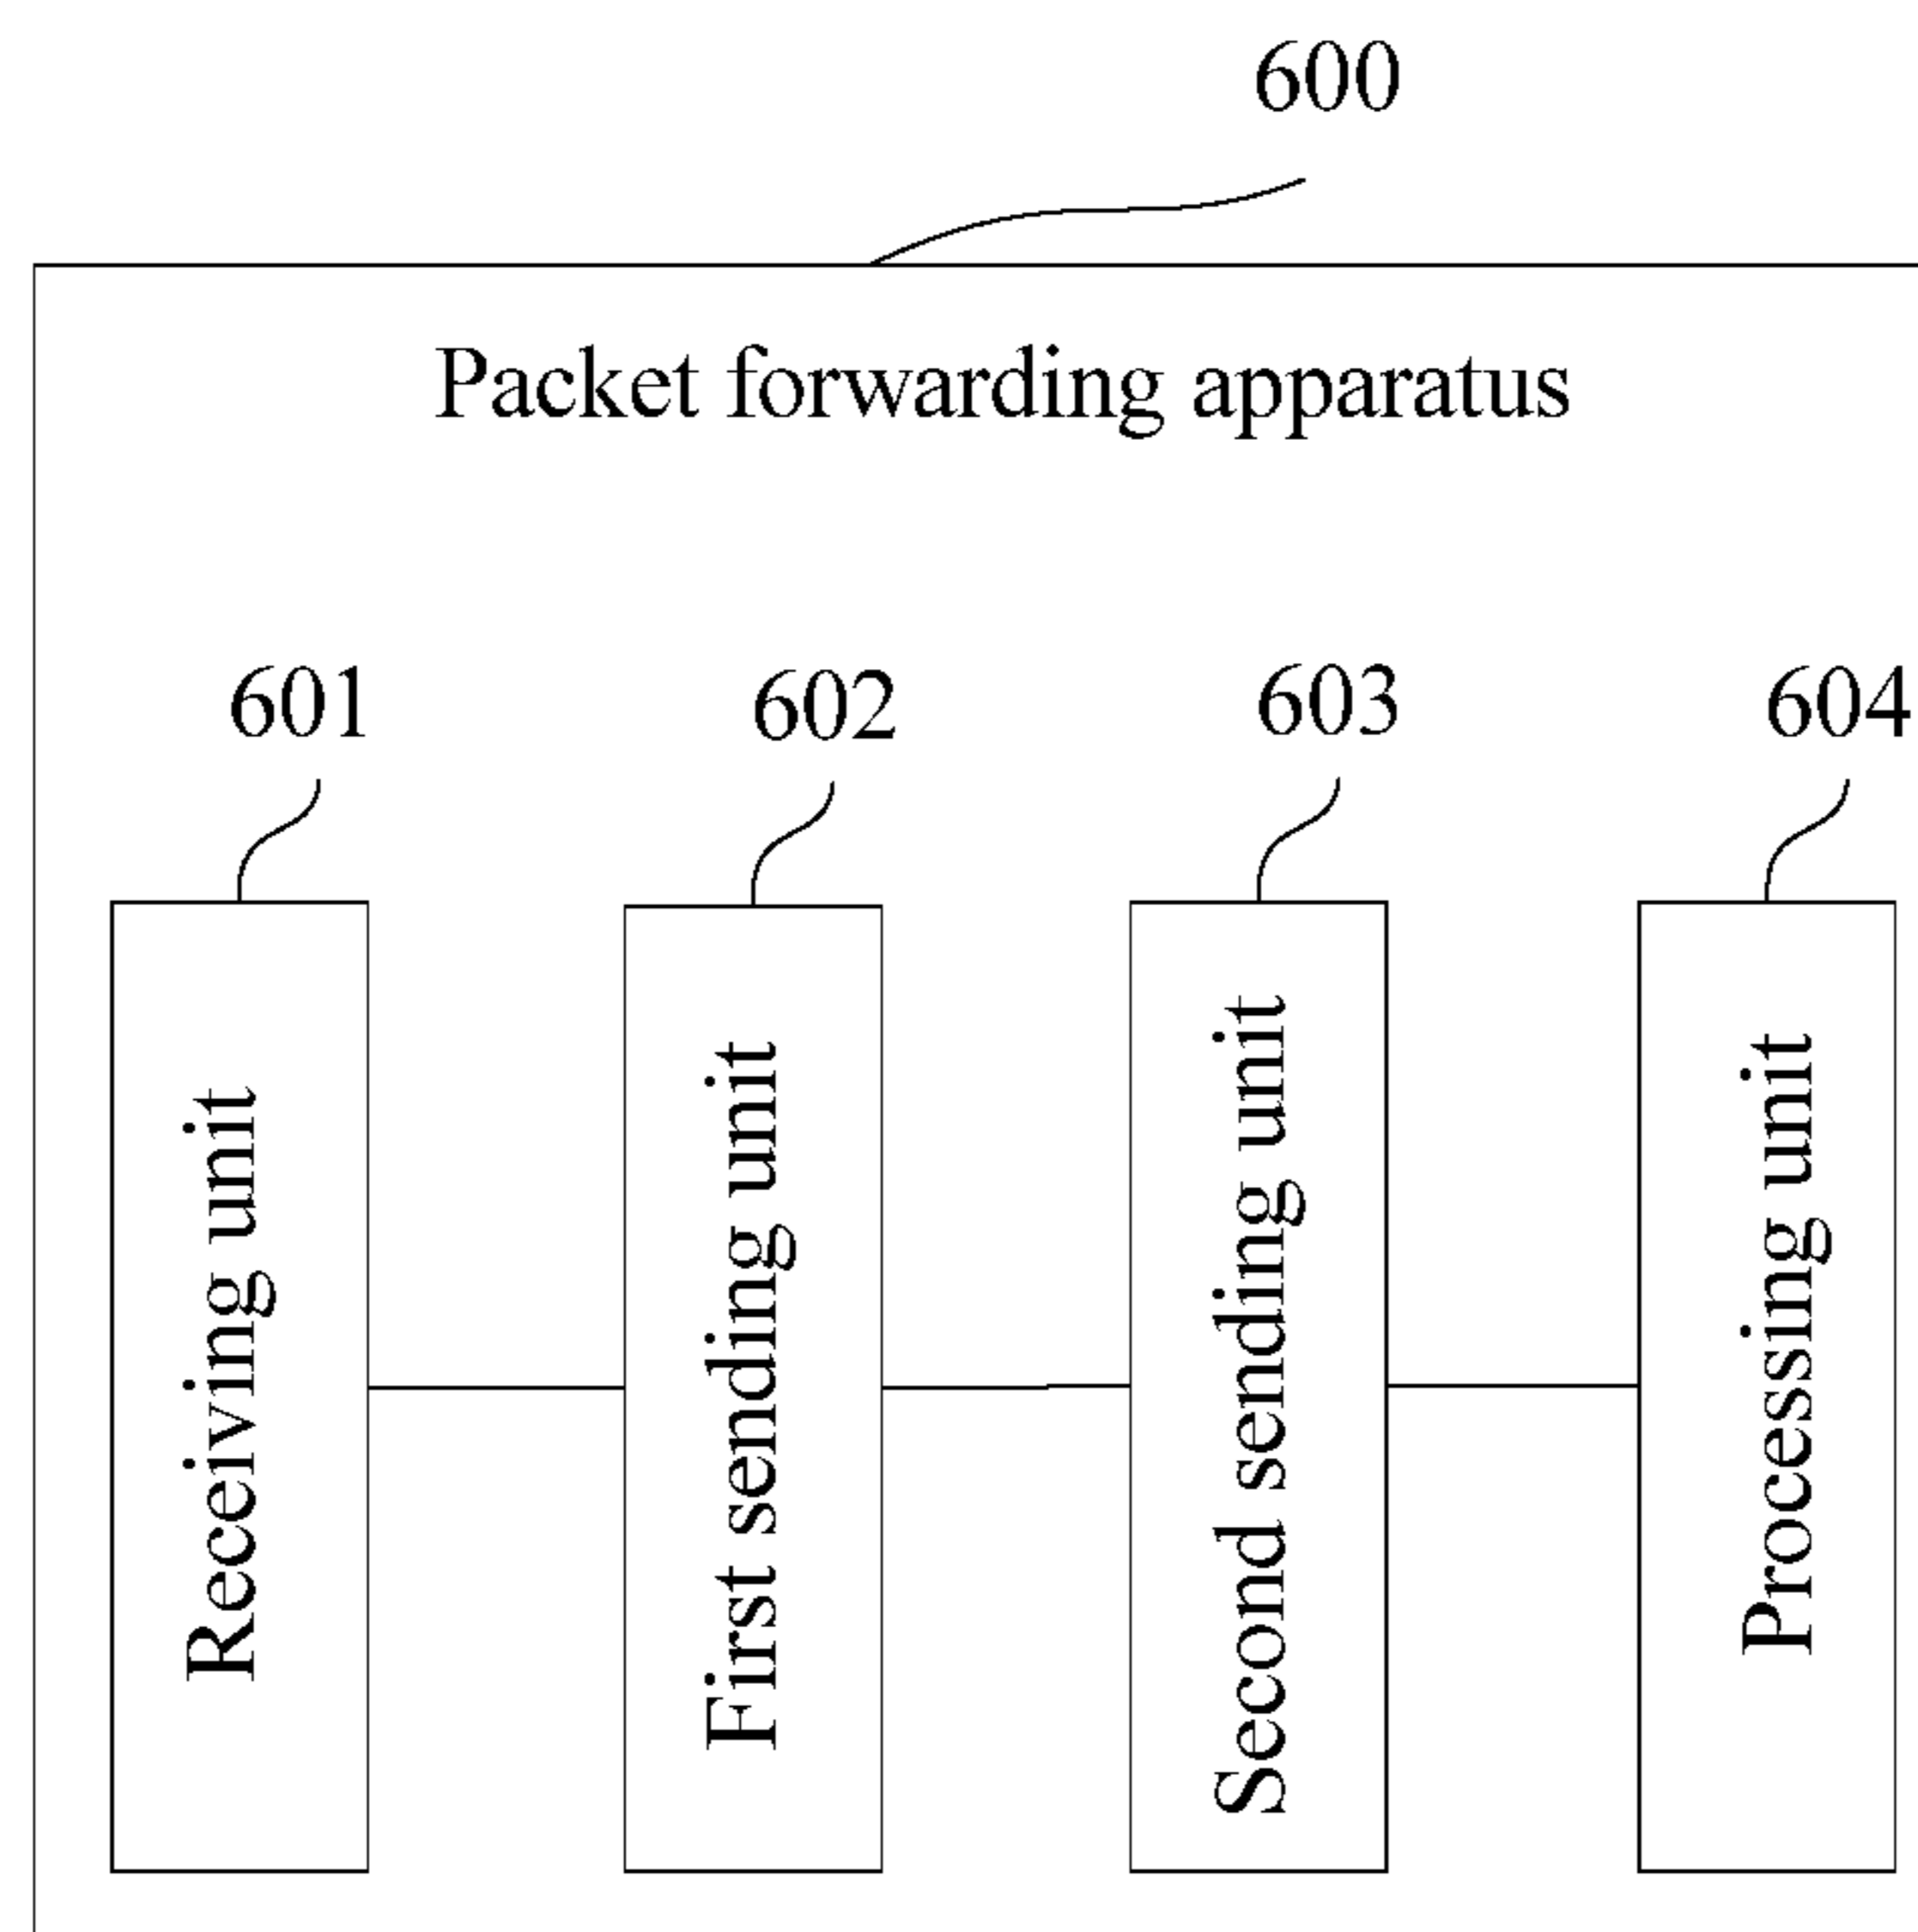 600
Packet forwarding apparatus
601
602
603
604
Receiving unit
First sending unit
Second sending unit
Processing unit